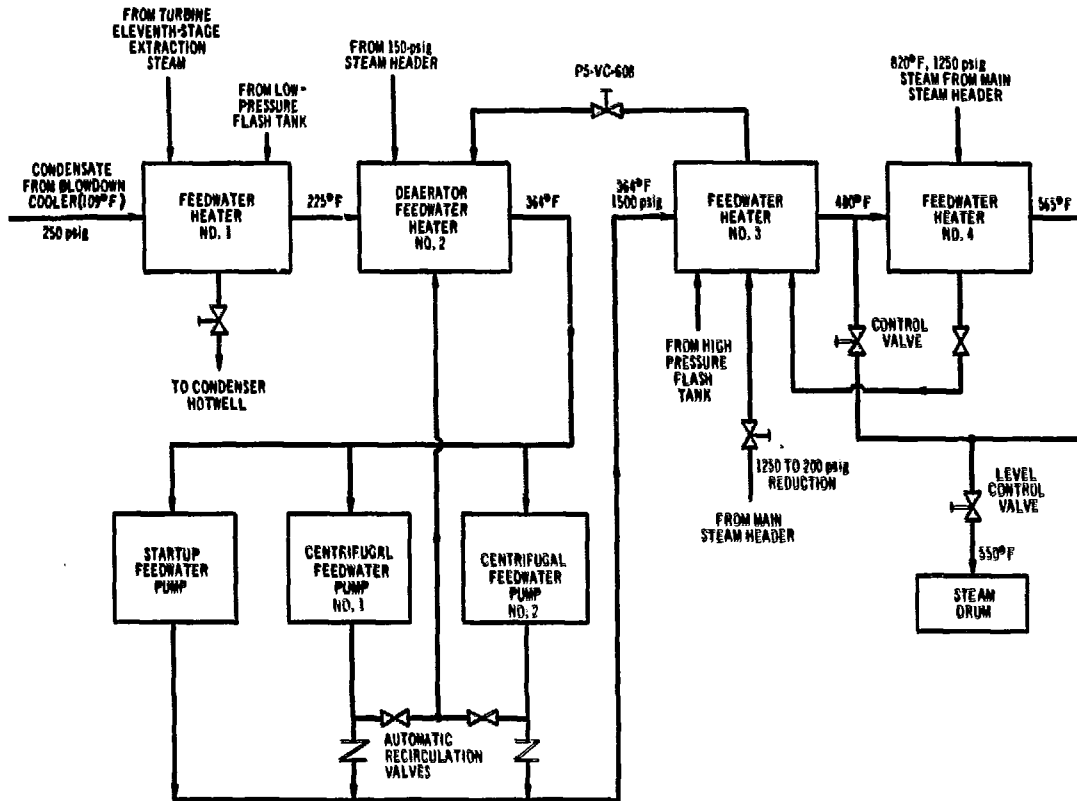 FROM TURBINE
ELEVENTH-STAGE
EXTRACTION
STEAM
FROM LOW-
PRESSURE
FLASH TANK
FROM 150-psig
STEAM HEADER
PS-VC-608
820°F, 1250 psig
STEAM FROM MAIN
STEAM HEADER
CONDENSATE
FROM BLOWDOWN
COOLER(109°F)
250 psig
FEEDWATER
HEATER
NO. 1
225°F
DEAERATOR
FEEDWATER
HEATER
NO. 2
364°F
364°F
1500 psig
FEEDWATER
HEATER
NO. 3
480°F
FEEDWATER
HEATER
NO. 4
565°F
TO CONDENSER
HOTWELL
FROM HIGH
PRESSURE
FLASH
TANK
CONTROL
VALVE
1250 TO 200 psig
REDUCTION
FROM MAIN
STEAM HEADER
LEVEL
CONTROL
VALVE
550°F
STEAM
DRUM
STARTUP
FEEDWATER
PUMP
CENTRIFUGAL
FEEDWATER
PUMP
NO. 1
CENTRIFUGAL
FEEDWATER
PUMP
NO. 2
AUTOMATIC
RECIRCULATION
VALVES